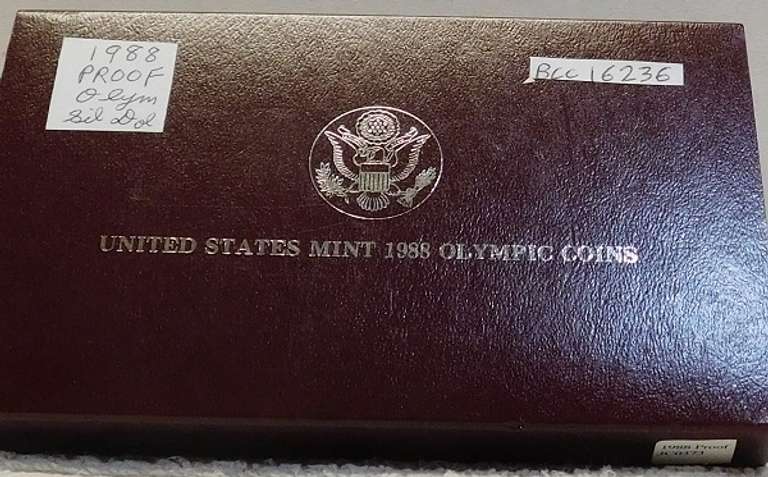 1988
PROOF
Olym
Sil Dol
BCC 16236
UNITED STATES MINT 1988 OLYMPIC COINS
1988 Proof